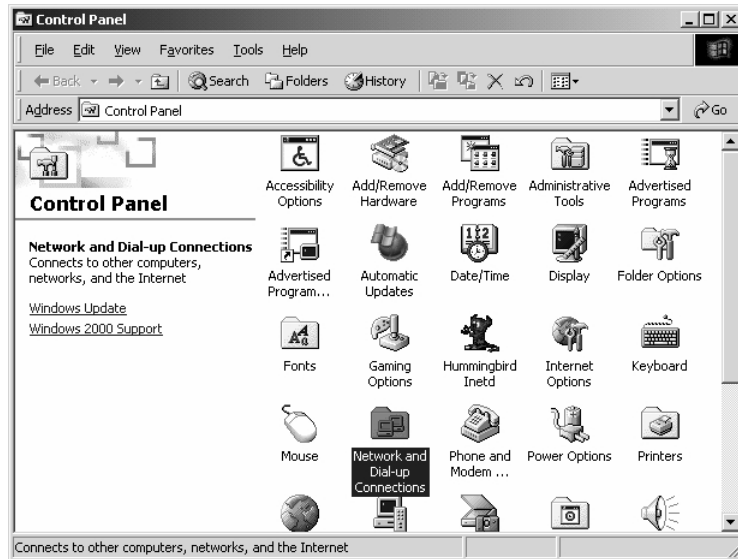 Control Panel
File Edit View Favorites Tools Help
Back Search Folders History
Address Control Panel Go
Control Panel
Network and Dial-up Connections
Connects to other computers,
networks, and the Internet
Windows Update
Windows 2000 Support
Accessibility
Options
Add/Remove
Hardware
Add/Remove
Programs
Administrative
Tools
Advertised
Programs
Advertised
Program...
Automatic
Updates
Date/Time
Display
Folder Options
Fonts
Gaming
Options
Hummingbird
Inetd
Internet
Options
Keyboard
Mouse
Network and
Dial-up
Connections
Phone and
Modem ...
Power Options
Printers
Connects to other computers, networks, and the Internet